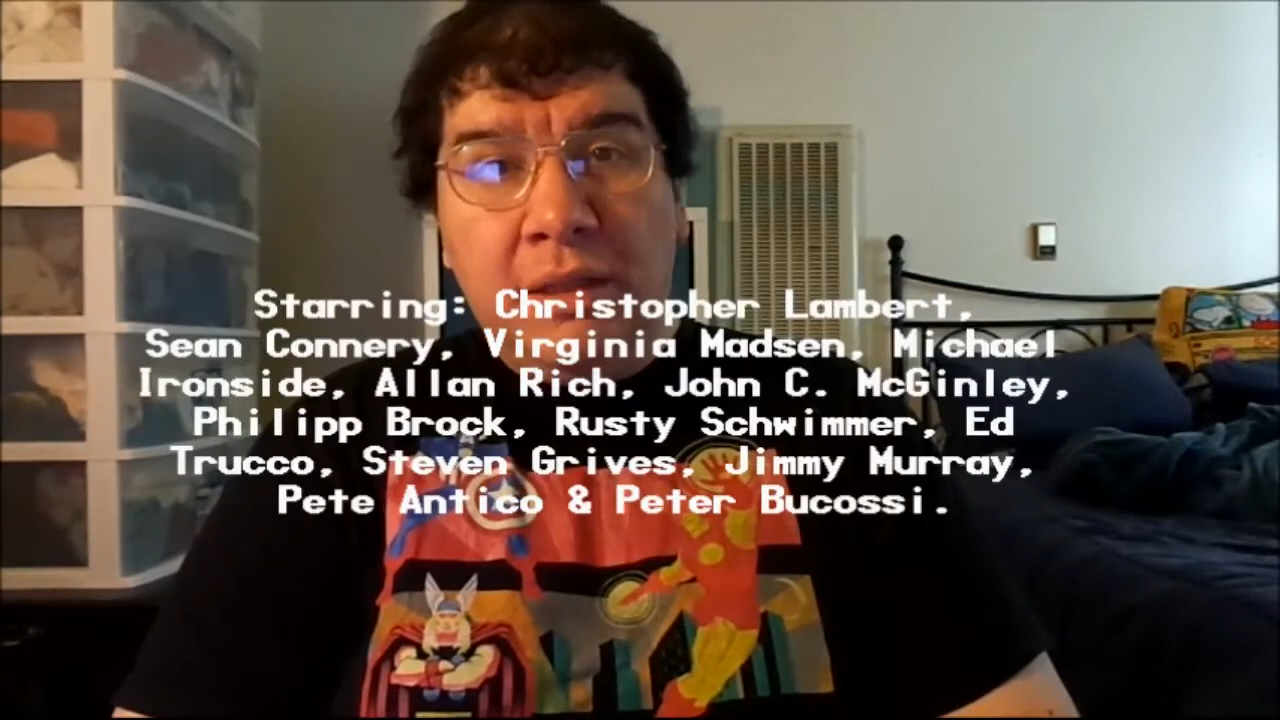 Starring: Christopher Lambert,
Sean Connery, Virginia Madsen, Michael
Ironside, Allan Rich, John C. McGinley,
Philipp Brock, Rusty Schwimmer, Ed
Trucco, Steven Grives, Jimmy Murray,
Pete Antico & Peter Bucossi.